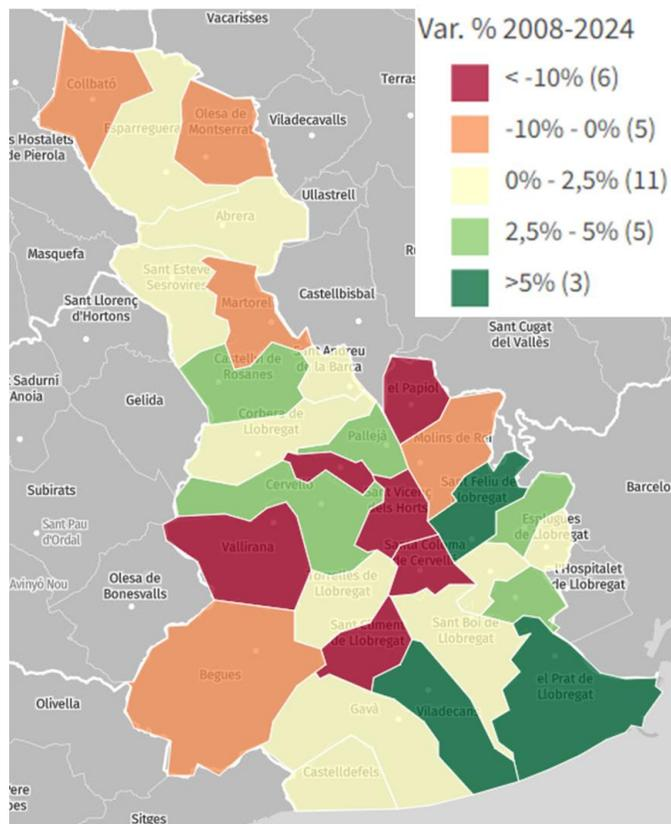 Vacarisses
Var. % 2008-2024
< -10% (6)
-10% - 0% (5)
0% - 2,5% (11)
2,5% - 5% (5)
>5% (3)
Collbató
Terras
Olesa de
Montserrat
Viladecavalls
Esparreguera
s Hostalets
de Pierola
Ullastrell
Abrera
Masquefa
Sant Esteve
Sesrovires
Castellbisbal
Sant Llorenç
d'Hortons
Martorel
Sant Cugat
del Vallès
Sant Andreu
de la Barca
Castellví de
Rosanes
t Sadurní
Anoia
Gelida
el Papiol
Corbera de
Llobregat
Pallejà
Molins de Rei
Subirats
Cervelló
Sant Feliu de
Llobregat
Barcelo
Sant Vicenç
dels Horts
Sant Pau
d'Ordal
Esplugues
de Llobregat
Vallirana
Santa Coloma
de Cervelló
l'Hospitalet
de Llobregat
Avinyó Nou
Olesa de
Bonesvalls
Torrelles de
Llobregat
Sant Climent
de Llobregat
Sant Boi de
Llobregat
Begues
el Prat de
Llobregat
Olivella
Gavà
Viladecans
Castelldefels
Pere
bes
Sitges